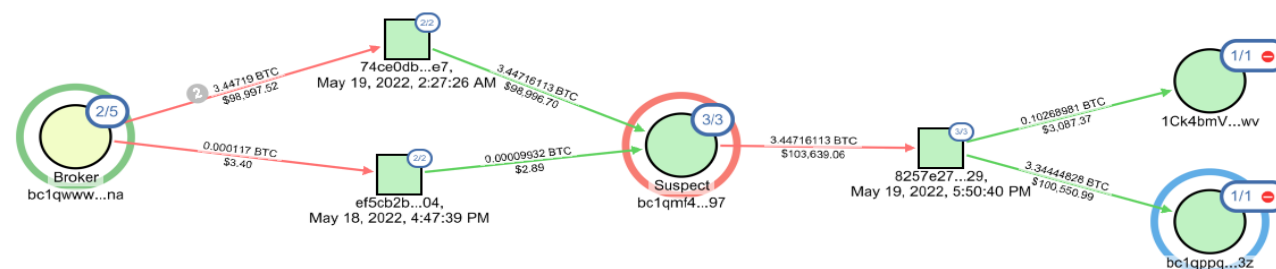 2/2
74ce0db...e7,
May 19, 2022, 2:27:26 AM
3.44719 BTC
$98,997.52
2
3.44716113 BTC
$98,996.70
2/5
Broker
bc1qwww...na
0.000117 BTC
$3.40
2/2
ef5cb2b...04,
May 18, 2022, 4:47:39 PM
0.00009932 BTC
$2.89
3/3
Suspect
bc1qmf4...97
3.44716113 BTC
$103,639.06
3/3
8257e27...29,
May 19, 2022, 5:50:40 PM
0.10268981 BTC
$3,087.37
1/1
1Ck4bmV...wv
3.34444828 BTC
$100,550.99
1/1
bc1qppq...3z